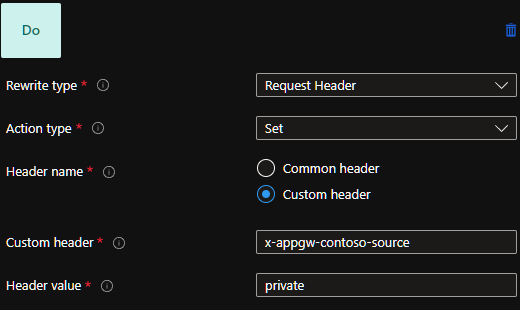 Do
Rewrite type * Request Header
Action type * Set
Header name * Common header
Custom header
Custom header * x-appgw-contoso-source
Header value * private